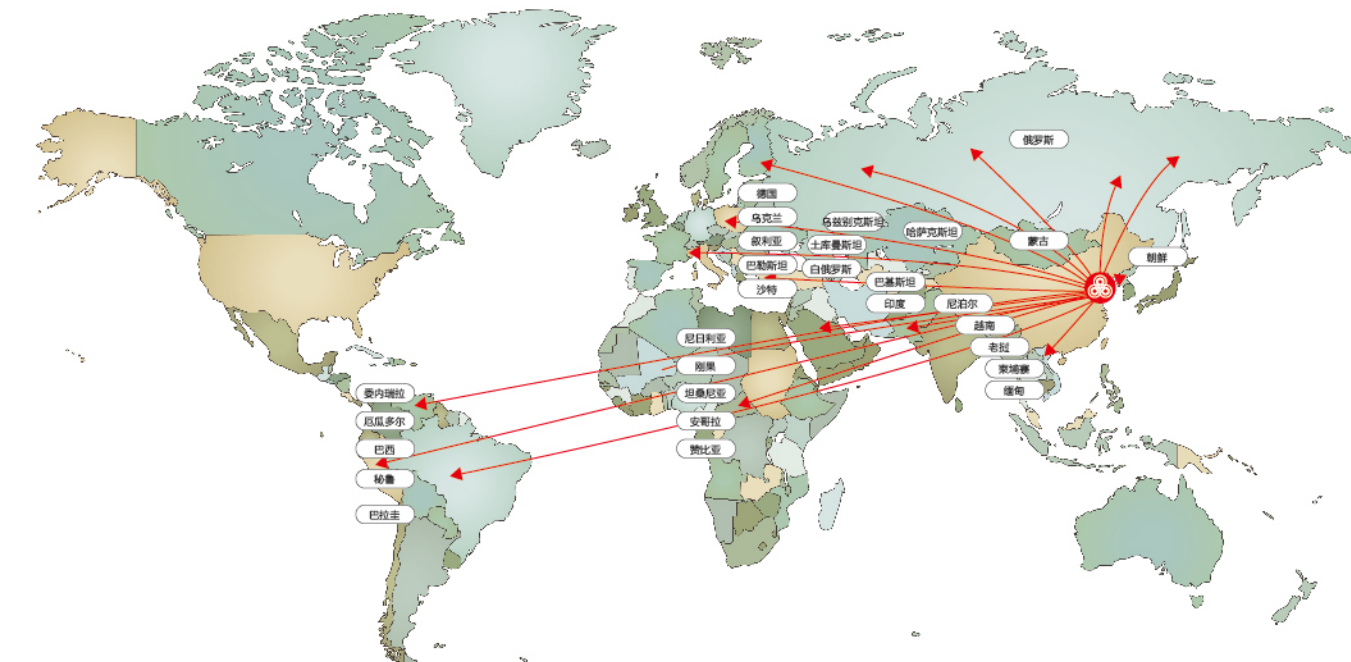 俄罗斯
德国
乌克兰
乌兹别克斯坦
哈萨克斯坦
叙利亚
土库曼斯坦
蒙古
朝鲜
巴勒斯坦
白俄罗斯
巴基斯坦
沙特
印度
尼泊尔
越南
尼日利亚
老挝
刚果
柬埔寨
缅甸
委内瑞拉
坦桑尼亚
厄瓜多尔
安哥拉
巴西
赞比亚
秘鲁
巴拉圭